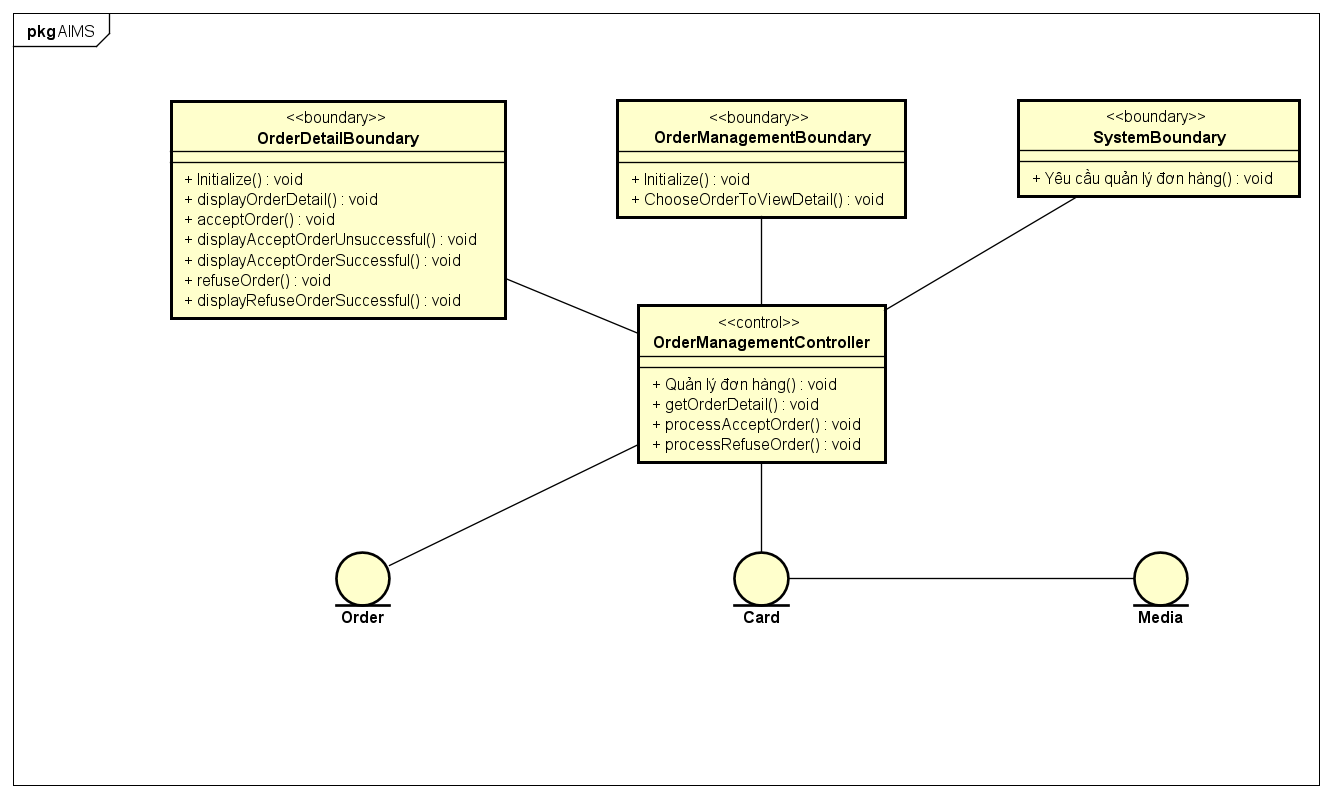 pkg AIMS
<<boundary>>
OrderDetailBoundary
+ Initialize() : void
+ displayOrderDetail() : void
+ acceptOrder() : void
+ displayAcceptOrderUnsuccessful() : void
+ displayAcceptOrderSuccessful() : void
+ refuseOrder() : void
+ displayRefuseOrderSuccessful() : void
<<boundary>>
OrderManagementBoundary
+ Initialize() : void
+ ChooseOrderToViewDetail() : void
<<boundary>>
SystemBoundary
+ Yêu cầu quản lý đơn hàng() : void
<<control>>
OrderManagementController
+ Quản lý đơn hàng() : void
+ getOrderDetail() : void
+ processAcceptOrder() : void
+ processRefuseOrder() : void
Order
Card
Media